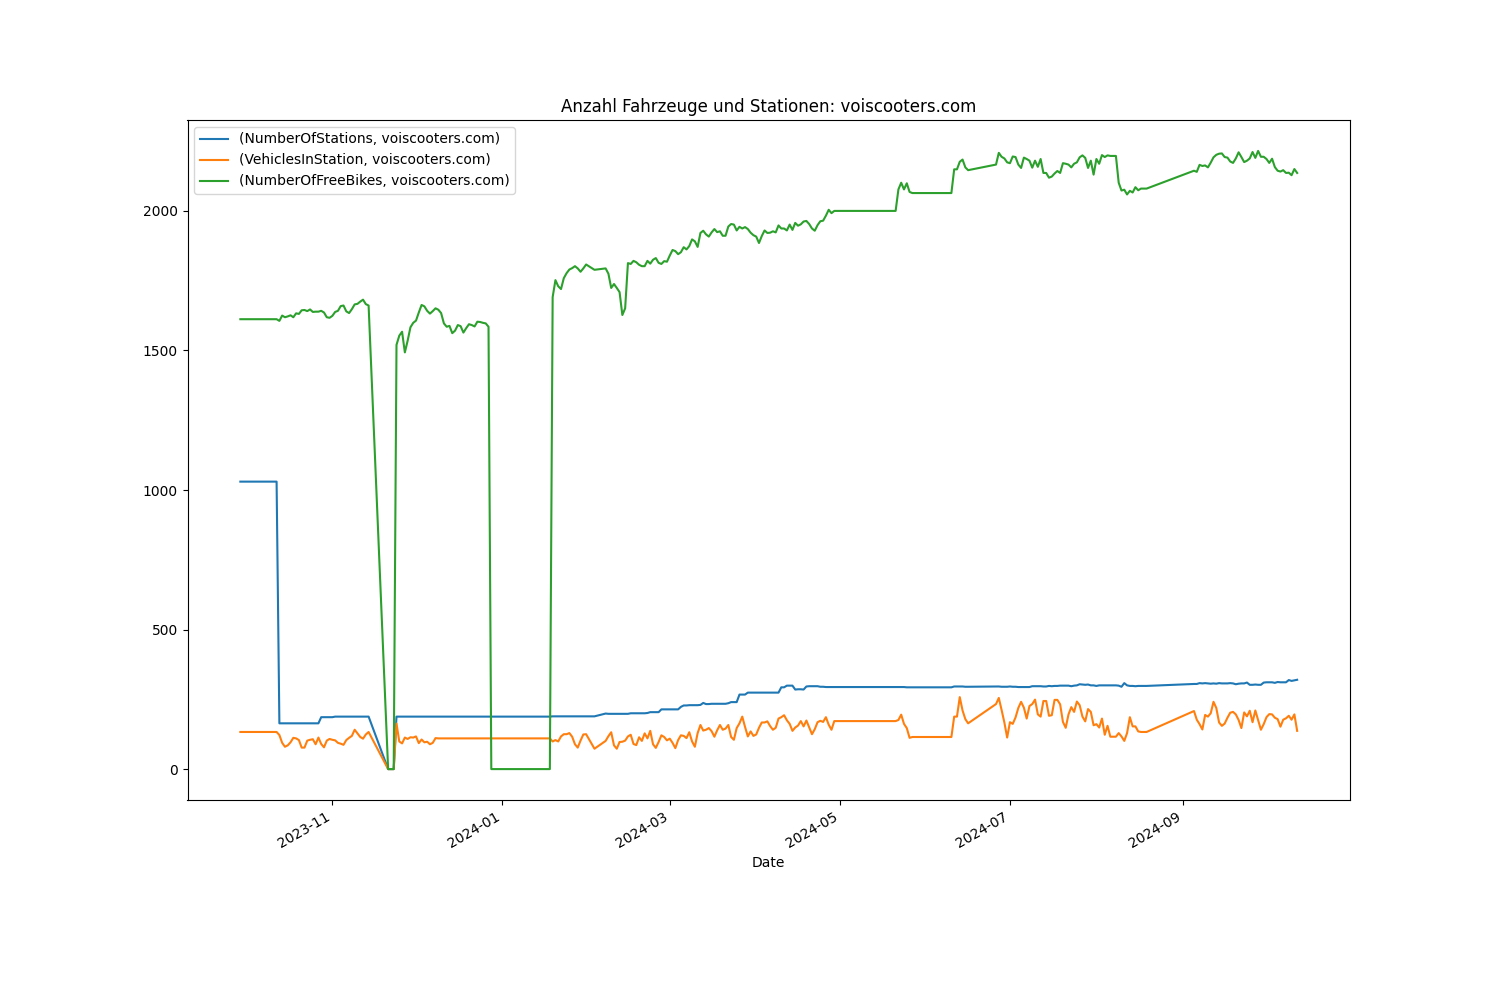 Anzahl Fahrzeuge und Stationen: voiscooters.com
(NumberOfStations, voiscooters.com)
(VehiclesInStation, voiscooters.com)
(NumberOfFreeBikes, voiscooters.com)
2000
1500
1000
500
0
2023-11
2024-01
2024-03
2024-05
2024-07
2024-09
Date